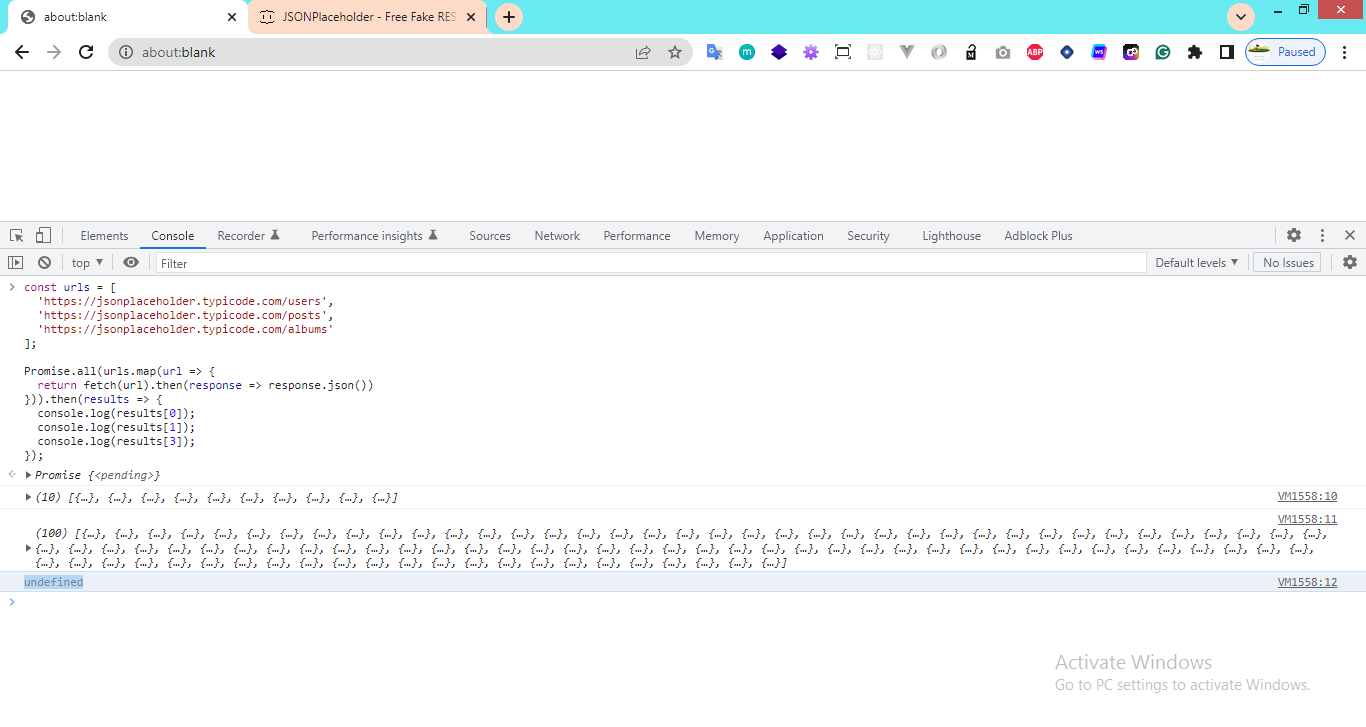 about:blank
JSONPlaceholder - Free Fake RES
about:blank
Paused
Elements Console Recorder Performance insights Sources Network Performance Memory Application Security Lighthouse Adblock Plus
top Filter Default levels No Issues
const urls = [
'https://jsonplaceholder.typicode.com/users',
'https://jsonplaceholder.typicode.com/posts',
'https://jsonplaceholder.typicode.com/albums'
];
Promise.all(urls.map(url => {
return fetch(url).then(response => response.json())
})).then(results => {
console.log(results[0]);
console.log(results[1]);
console.log(results[3]);
});
Promise {<pending>}
(10) [{…}, {…}, {…}, {…}, {…}, {…}, {…}, {…}, {…}, {…}] VM1558:10
VM1558:11
(100) [{…}, {…}, {…}, {…}, {…}, {…}, {…}, {…}, {…}, {…}, {…}, {…}, {…}, {…}, {…}, {…}, {…}, {…}, {…}, {…}, {…}, {…}, {…}, {…}, {…}, {…}, {…}, {…}, {…}, {…}, {…}, {…}, {…}, {…}, {…}, {…}, {…}, {…},
{…}, {…}, {…}, {…}, {…}, {…}, {…}, {…}, {…}, {…}, {…}, {…}, {…}, {…}, {…}, {…}, {…}, {…}, {…}, {…}, {…}, {…}, {…}, {…}, {…}, {…}, {…}, {…}, {…}, {…}, {…}, {…}, {…}, {…}, {…}, {…}, {…}, {…}, {…},
{…}, {…}, {…}, {…}, {…}, {…}, {…}, {…}, {…}, {…}, {…}, {…}, {…}, {…}, {…}, {…}, {…}, {…}, {…}, {…}, {…}, {…}, {…}]
undefined VM1558:12
Activate Windows
Go to PC settings to activate Windows.